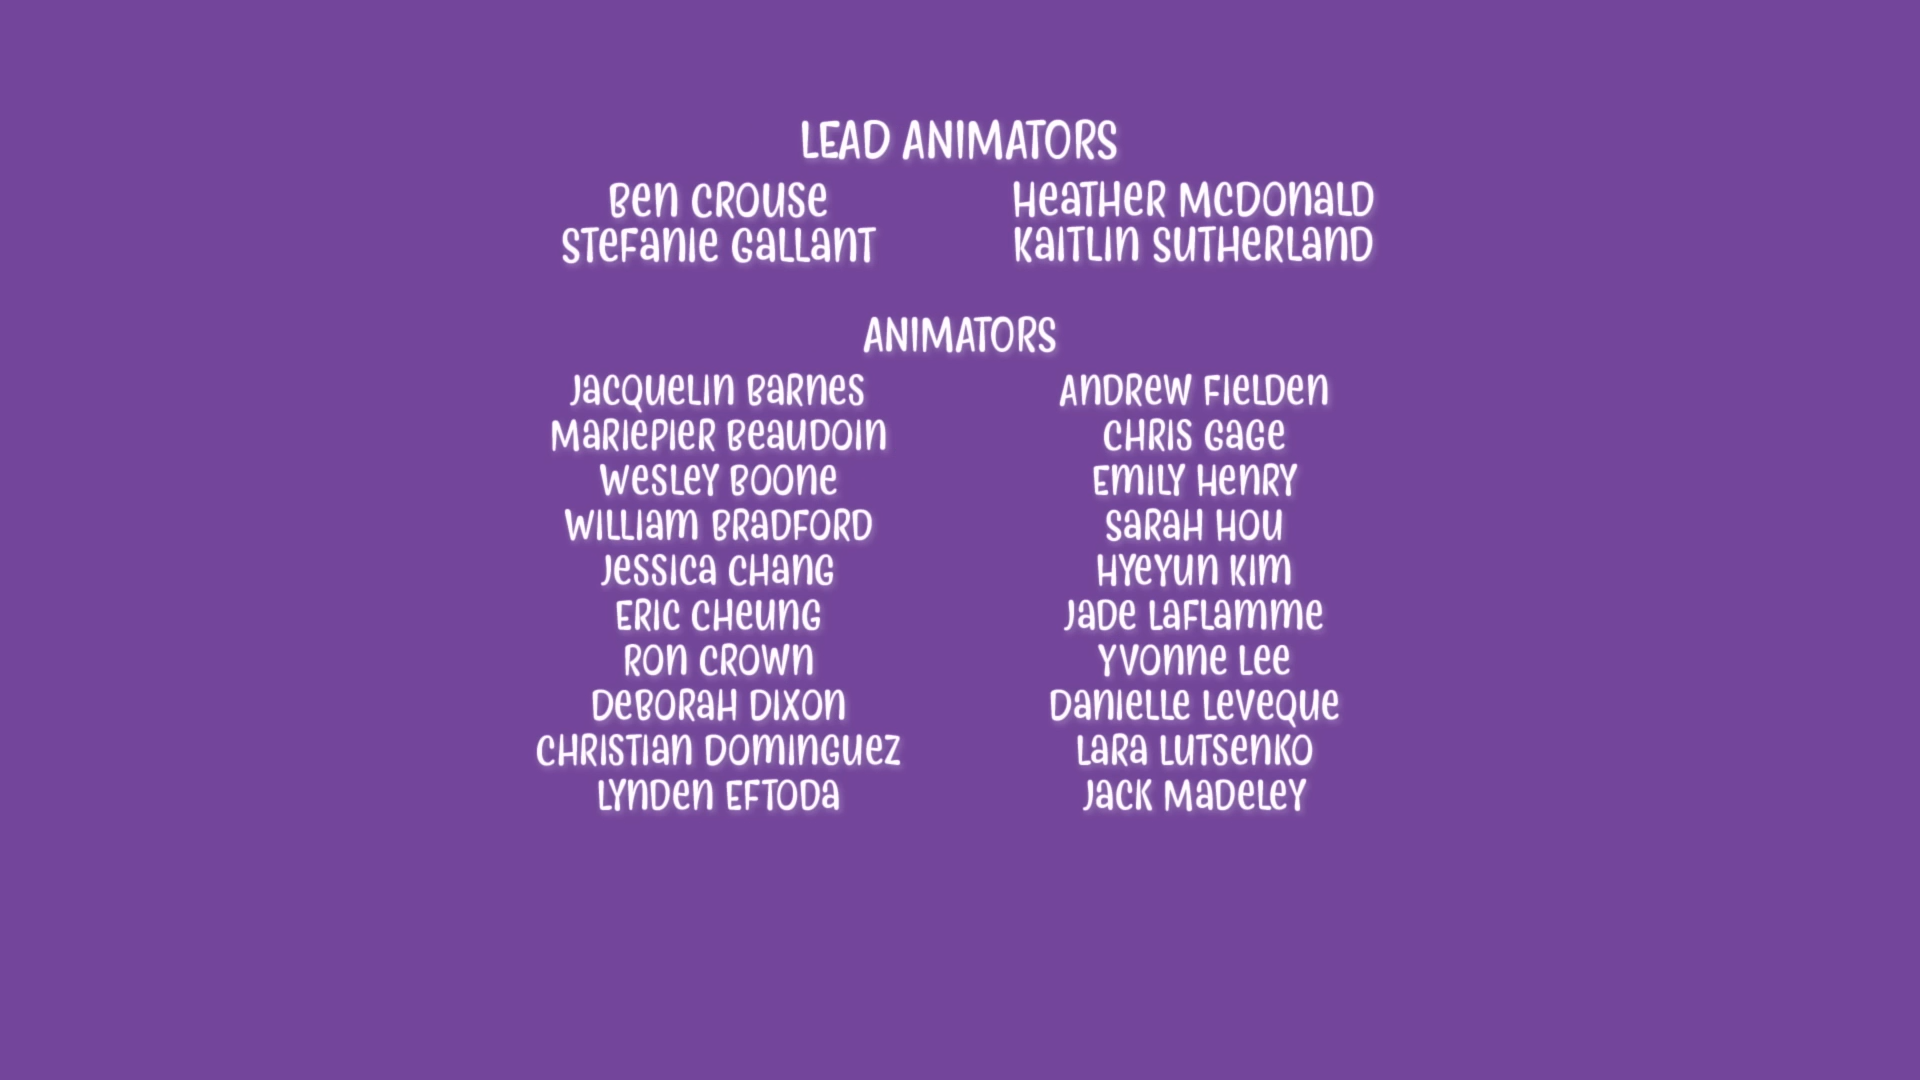 LEAD ANIMATORS
Ben Crouse
Heather McDonald
Stefanie Gallant
Kaitlin Sutherland
ANIMATORS
Jacquelin Barnes
Andrew Fielden
Mariepier Beaudoin
Chris Gage
Wesley Boone
Emily Henry
William Bradford
Sarah Hou
Jessica Chang
Hyeyun Kim
Eric Cheung
Jade Laflamme
Ron Crown
Yvonne Lee
Deborah Dixon
Danielle Leveque
Christian Dominguez
Lara Lutsenko
Lynden Eftoda
Jack Madeley